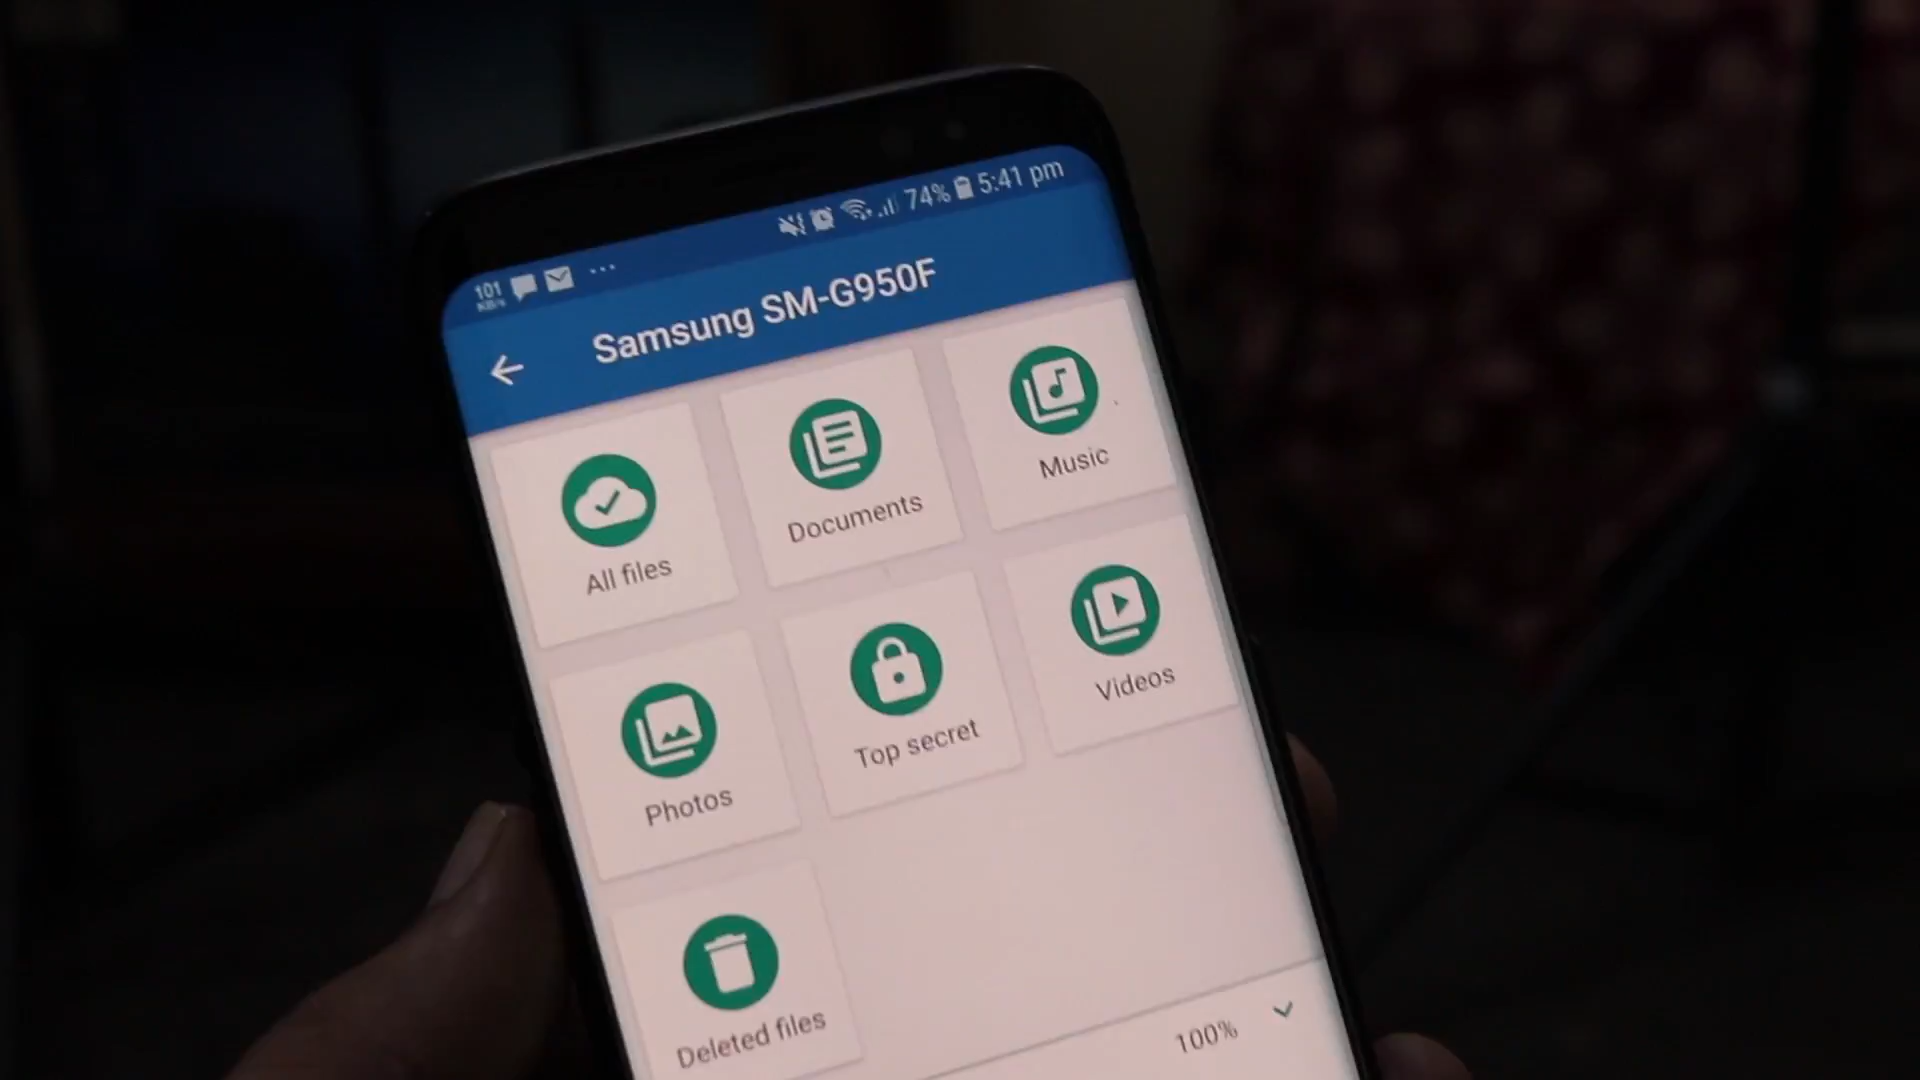 101 KB/s ... 74% 5:41 pm
Samsung SM-G950F
All files
Documents
Music
Photos
Top secret
Videos
Deleted files
100%